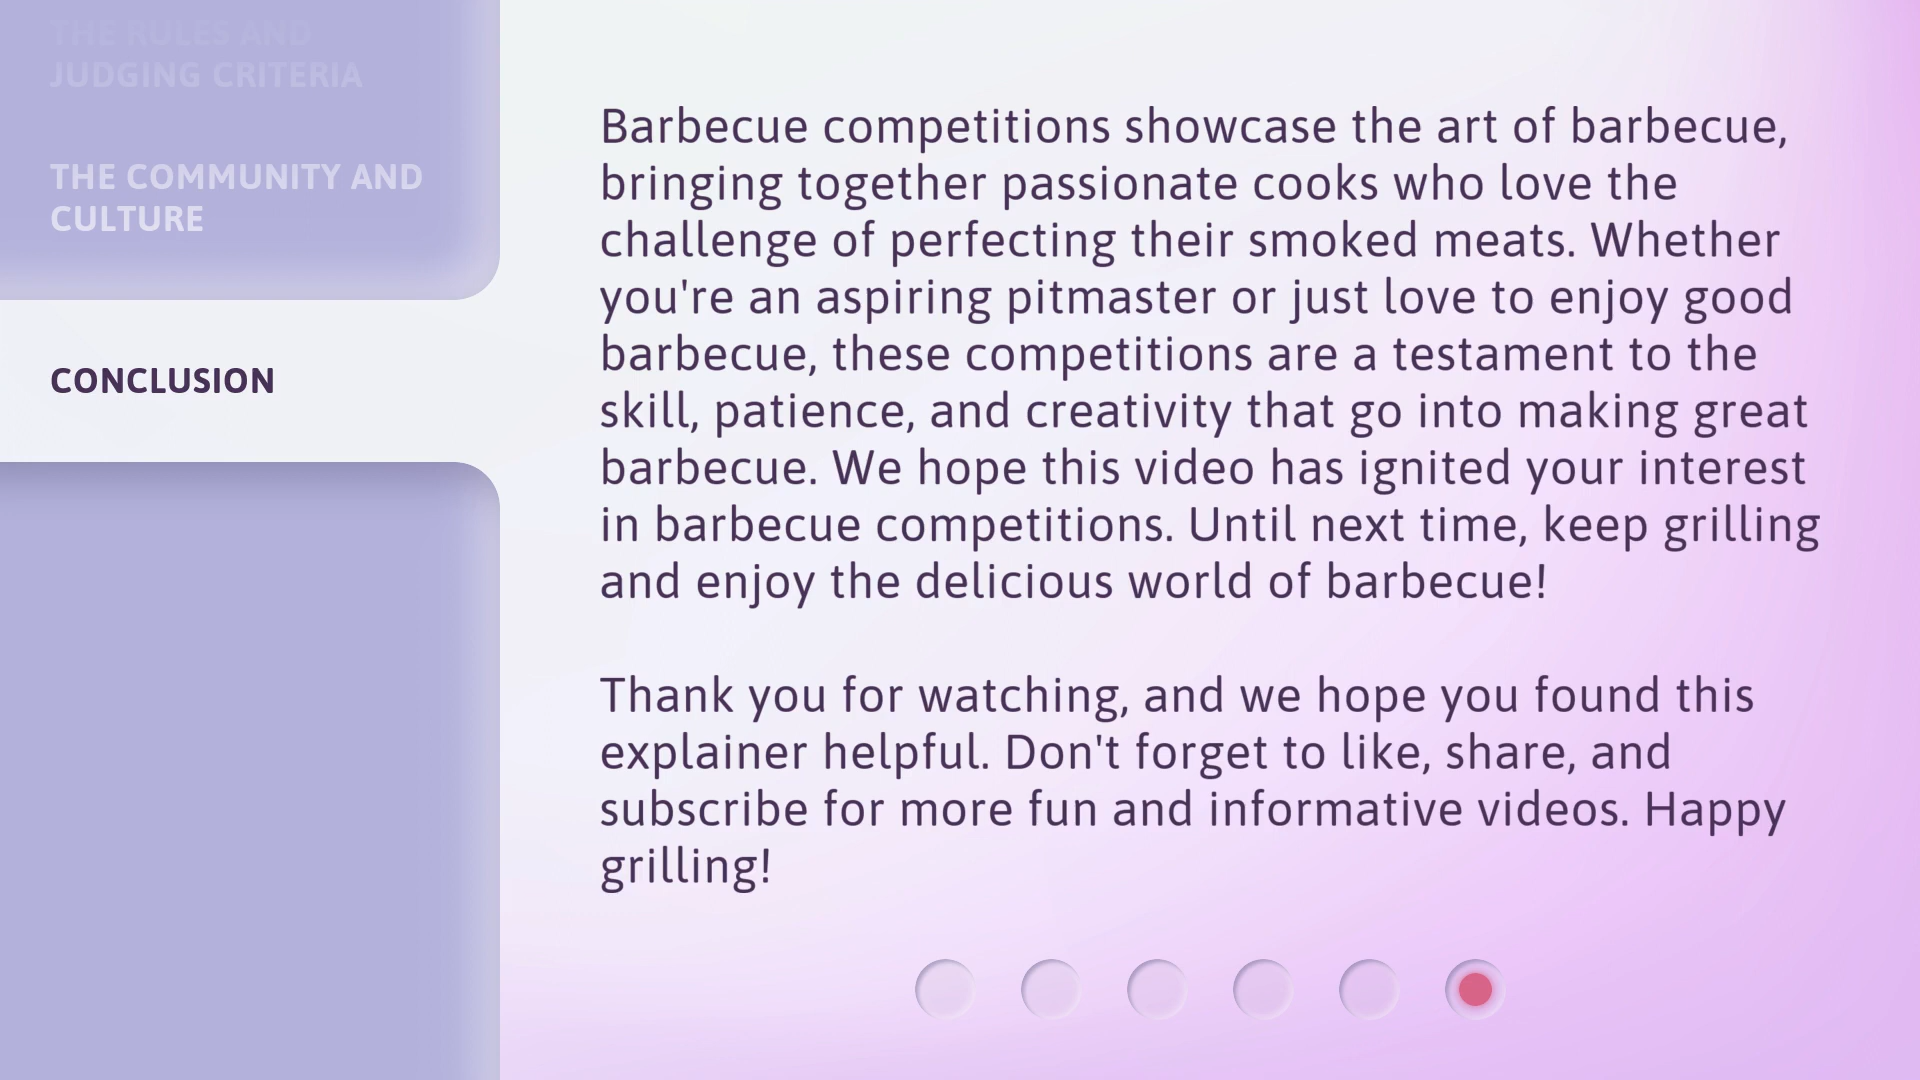 THE RULES AND
JUDGING CRITERIA
THE COMMUNITY AND
CULTURE
CONCLUSION
Barbecue competitions showcase the art of barbecue,
bringing together passionate cooks who love the
challenge of perfecting their smoked meats. Whether
you're an aspiring pitmaster or just love to enjoy good
barbecue, these competitions are a testament to the
skill, patience, and creativity that go into making great
barbecue. We hope this video has ignited your interest
in barbecue competitions. Until next time, keep grilling
and enjoy the delicious world of barbecue!
Thank you for watching, and we hope you found this
explainer helpful. Don't forget to like, share, and
subscribe for more fun and informative videos. Happy
grilling!